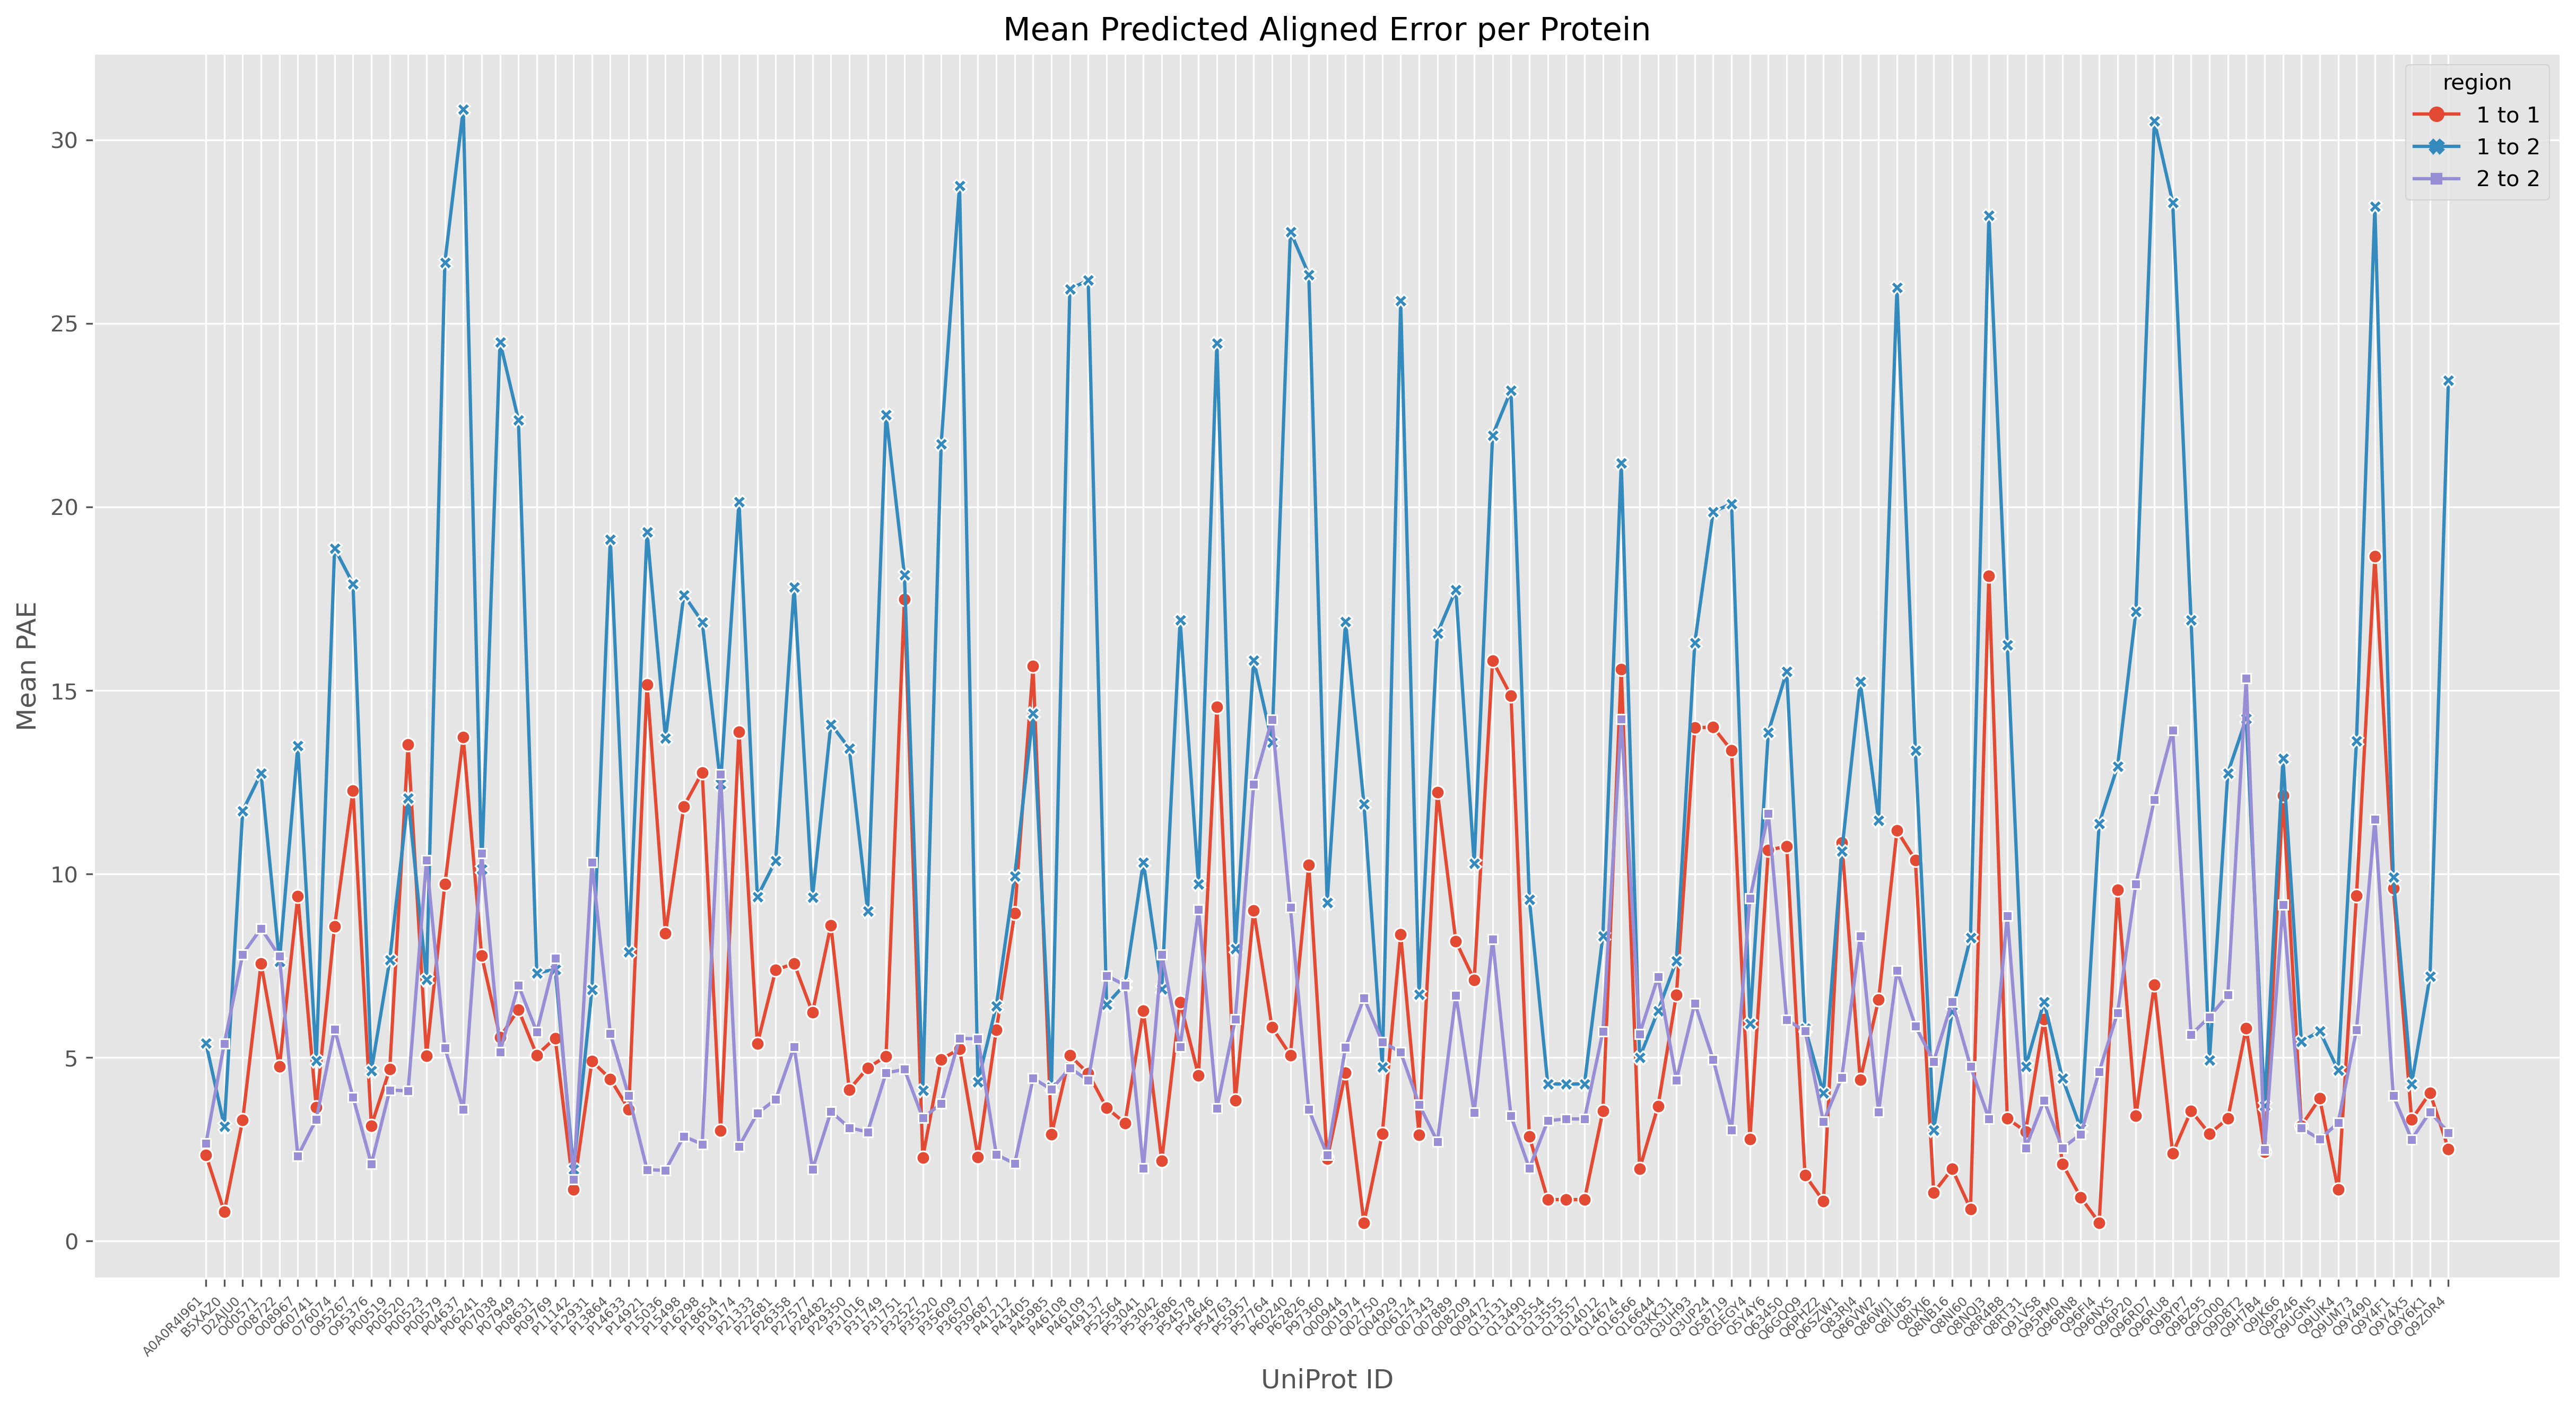 Mean Predicted Aligned Error per Protein
region
1 to 1
1 to 2
2 to 2
Mean PAE
30
25
20
15
10
5
0
A0A0R4I961
B5XAZ0
D2AJU0
O00571
O08722
O08967
O60741
O76074
O95267
O95376
P00519
P00520
P00523
P00579
P04637
P06241
P07038
P07949
P08631
P09769
P11142
P12931
P13864
P14633
P14921
P15036
P15498
P16298
P18654
P19174
P21333
P22681
P26358
P27577
P28482
P29350
P31016
P31749
P31751
P32527
P35520
P35609
P36507
P39687
P41212
P43405
P45985
P46108
P46109
P49137
P52564
P53041
P53042
P53686
P54578
P54646
P54763
P55957
P57764
P60240
P62826
P97360
Q00944
Q01974
Q02750
Q04929
Q06124
Q07343
Q07889
Q08209
Q09472
Q13131
Q13490
Q13554
Q13555
Q13557
Q14012
Q14674
Q16566
Q16644
Q3UH93
Q3UP24
Q58719
Q5EGY4
Q5Y4Y6
Q63450
Q6GQQ9
Q6PHZ2
Q6SZW1
Q83RJ4
Q86VW2
Q86WJ1
Q8IU85
Q8IXI6
Q8NB16
Q8NI60
Q8NQJ3
Q8R4B8
Q8RT31
Q91V58
Q95PM0
Q96BN8
Q96FI4
Q96NX5
Q96P20
Q96RD7
Q96RU8
Q9BYP7
Q9BZ95
Q9C000
Q9D8T2
Q9H7B4
Q9JK66
Q9P246
Q9UGN5
Q9UIK4
Q9UM73
Q9Y490
Q9Y4F1
Q9Y4X5
Q9Y6K1
Q9Z0R4
UniProt ID